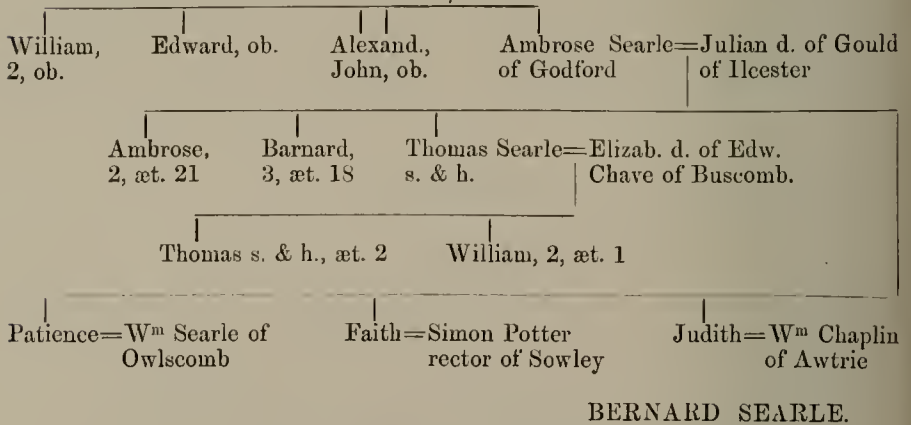 William, Edward, ob. Alexand., Ambrose Searle=Julian d. of Gould
2, ob. John, ob. of Godford of Ilcester
Ambrose, Barnard, Thomas Searle=Elizab. d. of Edw.
2, æt. 21 3, æt. 18 s. & h. Chave of Buscomb.
Thomas s. & h., æt. 2 William, 2, æt. 1
Patience=Wᵐ Searle of Faith=Simon Potter Judith=Wᵐ Chaplin
Owlscomb rector of Sowley of Awtrie
BERNARD SEARLE.